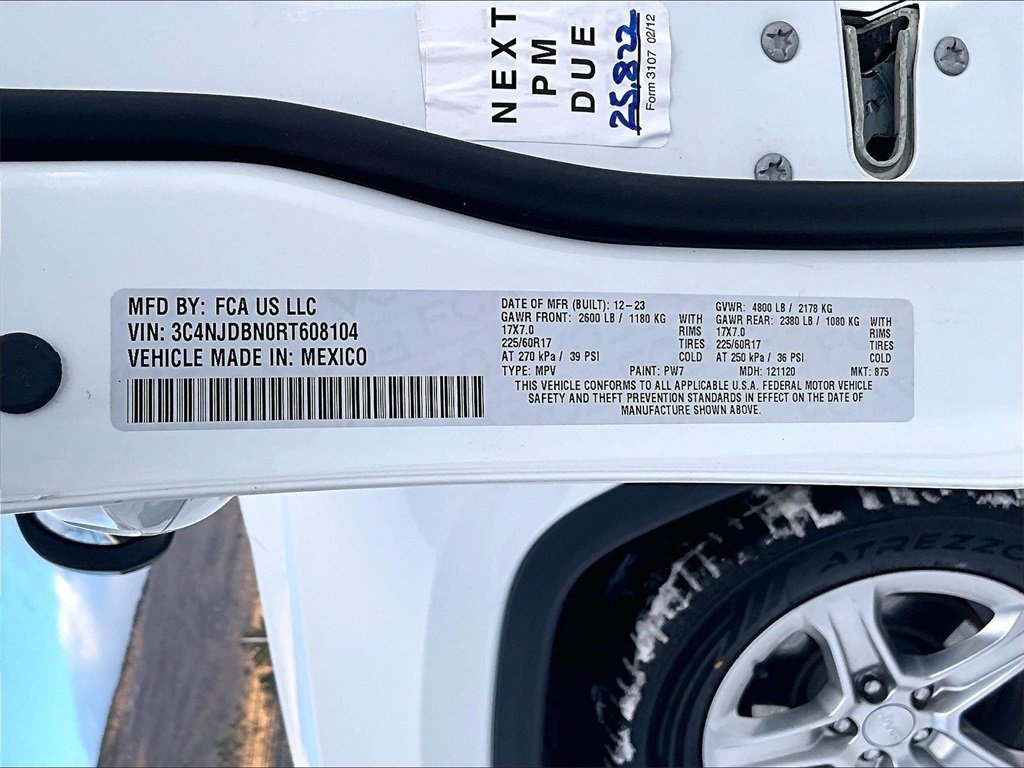 NEXT
PM
DUE
25,822
Form 3107 02/12
MFD BY: FCA US LLC
VIN: 3C4NJDBN0RT608104
VEHICLE MADE IN: MEXICO
DATE OF MFR (BUILT): 12-23
GAWR FRONT: 2600 LB / 1180 KG WITH
17X7.0 RIMS
225/60R17 TIRES
AT 270 kPa / 39 PSI COLD
TYPE: MPV PAINT: PW7
GVWR: 4800 LB / 2178 KG
GAWR REAR: 2380 LB / 1080 KG WITH
17X7.0 RIMS
225/60R17 TIRES
AT 250 kPa / 36 PSI COLD
MDH: 121120 MKT: 875
THIS VEHICLE CONFORMS TO ALL APPLICABLE U.S.A. FEDERAL MOTOR VEHICLE
SAFETY AND THEFT PREVENTION STANDARDS IN EFFECT ON THE DATE OF
MANUFACTURE SHOWN ABOVE.
ATREZZO
Jeep